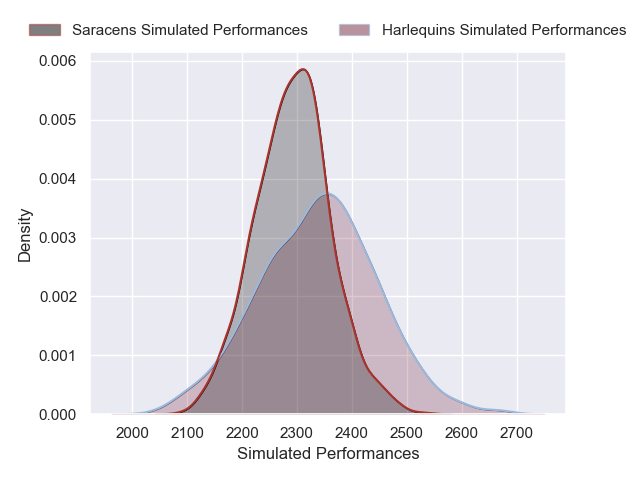 Saracens Simulated Performances
Harlequins Simulated Performances
0.006
0.005
0.004
0.003
0.002
0.001
0.000
Density
2000 2100 2200 2300 2400 2500 2600 2700
Simulated Performances